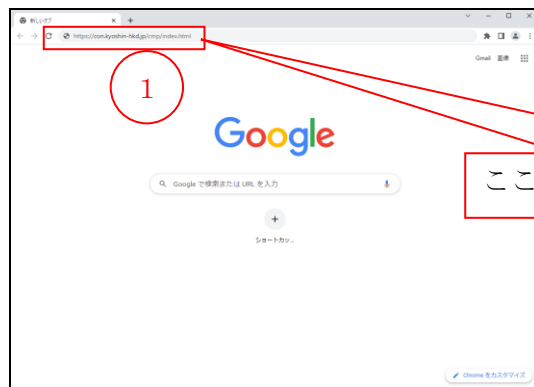 新しいタブ
https://con.kyoshin-hkd.jp/cmp/index.html
Gmail 画像
1
Google
ここ
Google で検索または URL を入力
ショートカッ...
Chrome をカスタマイズ